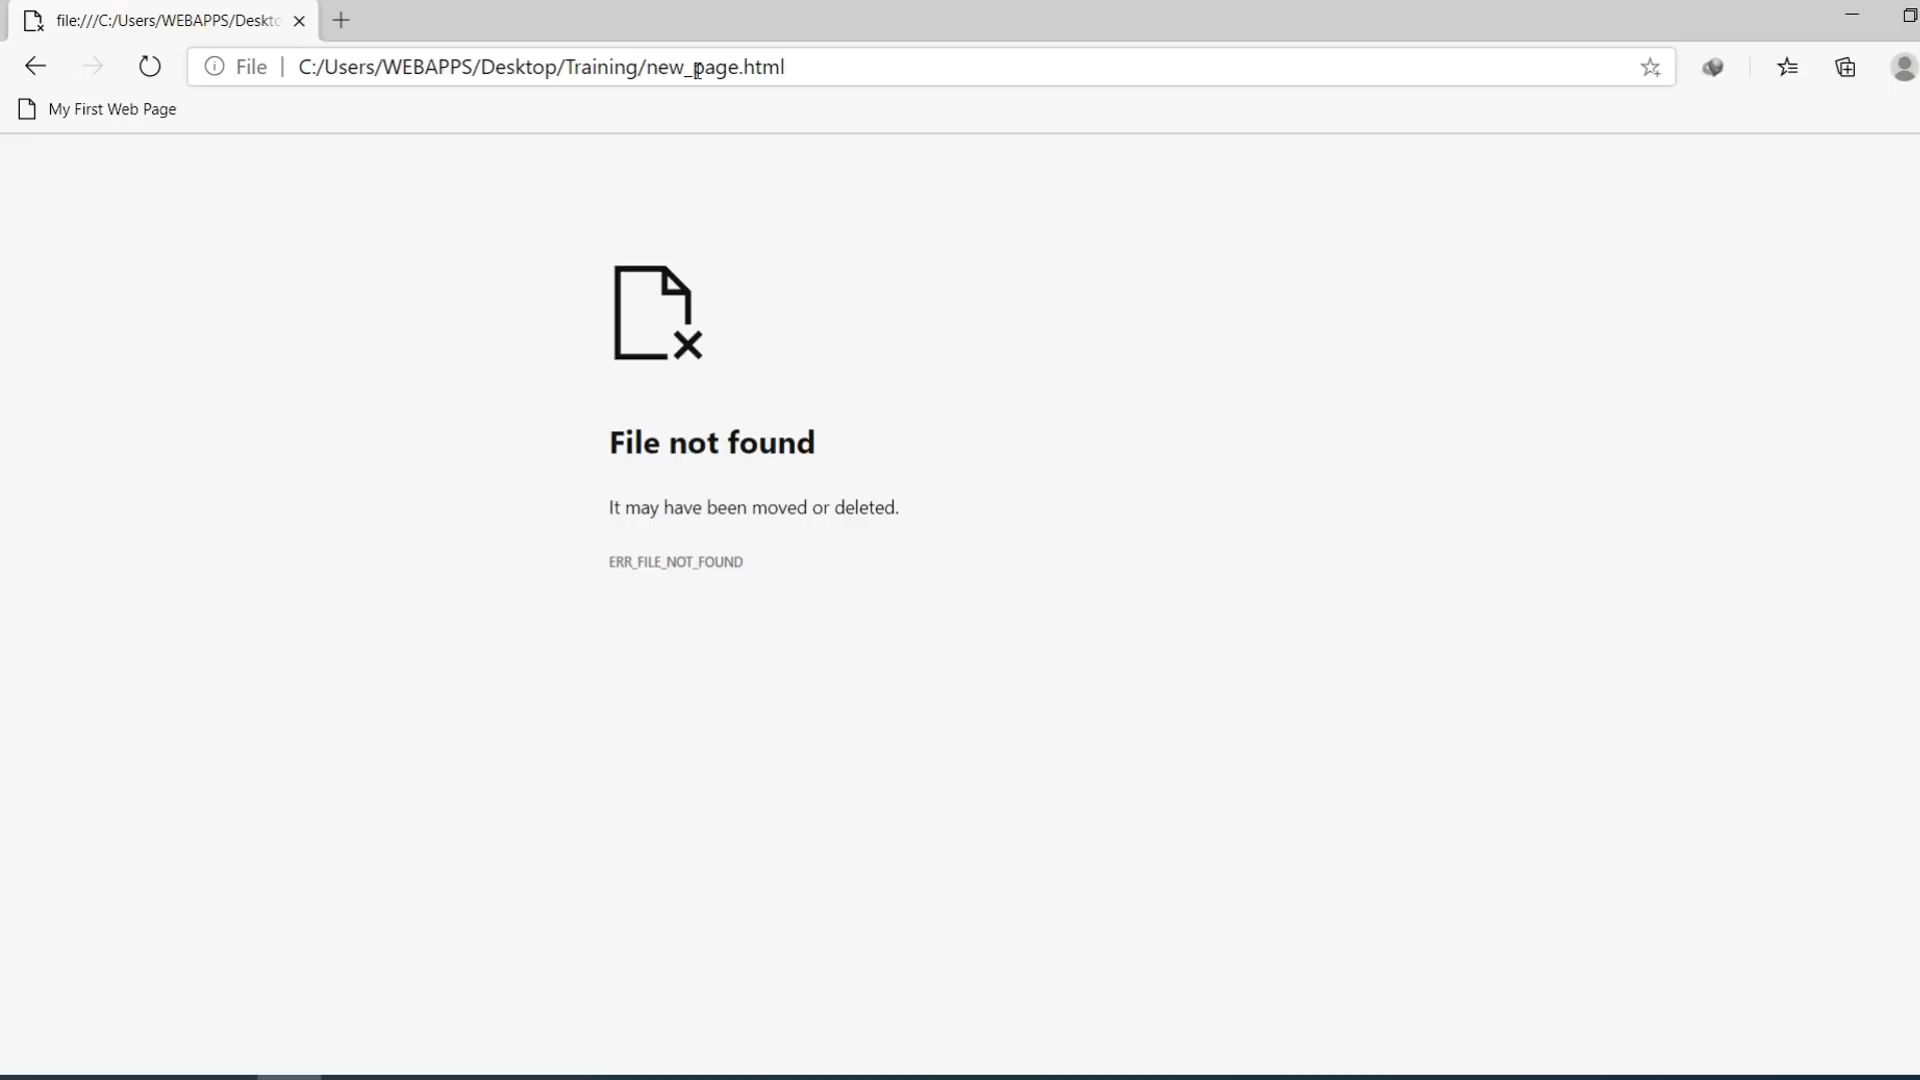 file:///C:/Users/WEBAPPS/Deskto
File | C:/Users/WEBAPPS/Desktop/Training/new_page.html
My First Web Page
File not found
It may have been moved or deleted.
ERR_FILE_NOT_FOUND